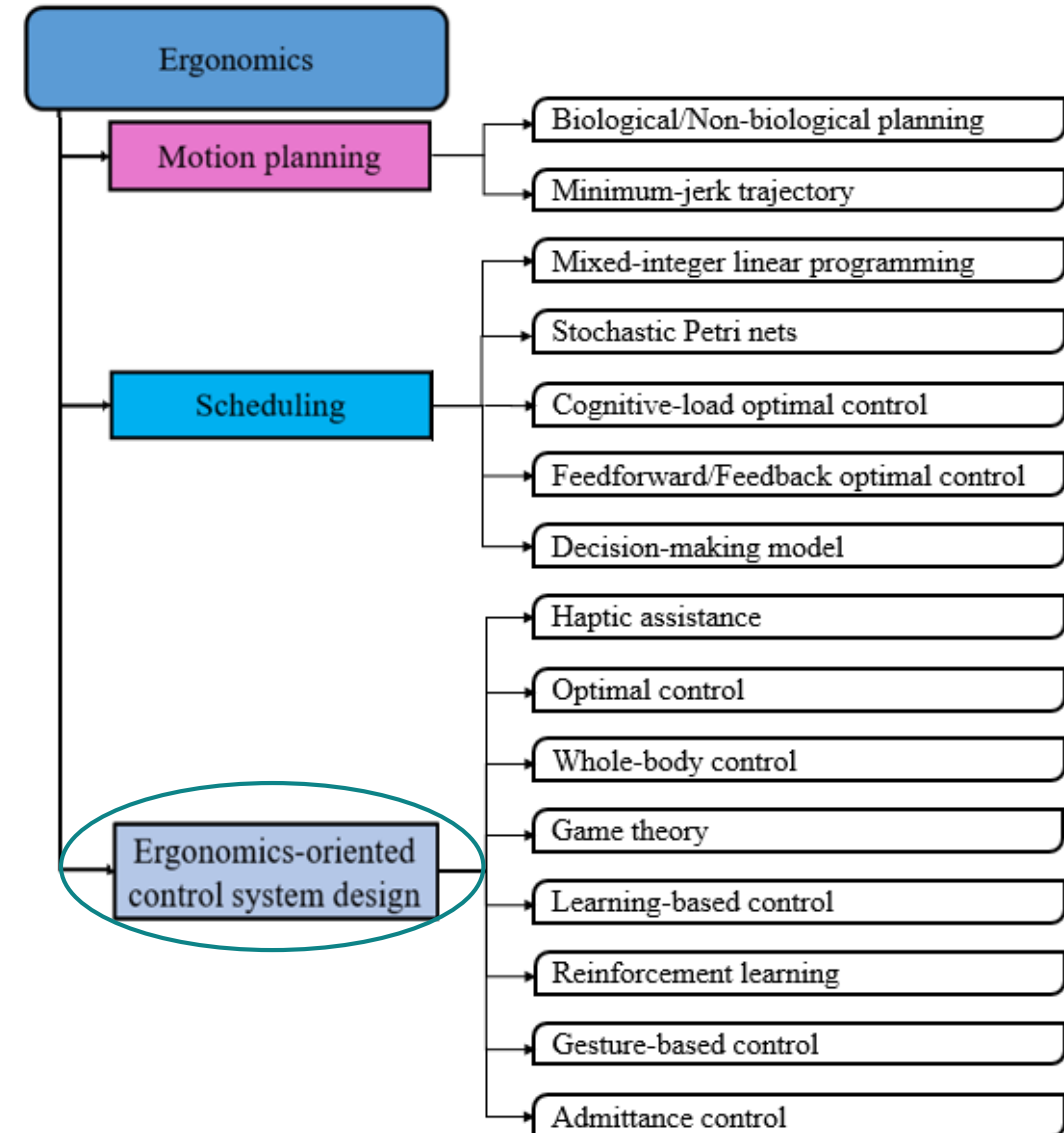 Ergonomics
Motion planning
Biological/Non-biological planning
Minimum-jerk trajectory
Scheduling
Mixed-integer linear programming
Stochastic Petri nets
Cognitive-load optimal control
Feedforward/Feedback optimal control
Decision-making model
Ergonomics-oriented
control system design
Haptic assistance
Optimal control
Whole-body control
Game theory
Learning-based control
Reinforcement learning
Gesture-based control
Admittance control